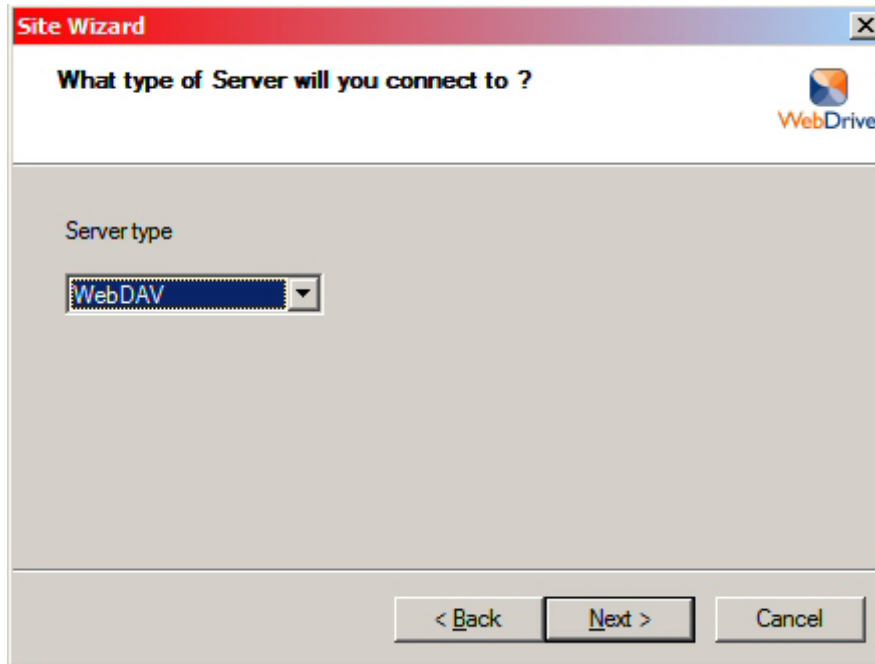 Site Wizard
What type of Server will you connect to ?
WebDrive
Server type
WebDAV
< Back
Next >
Cancel